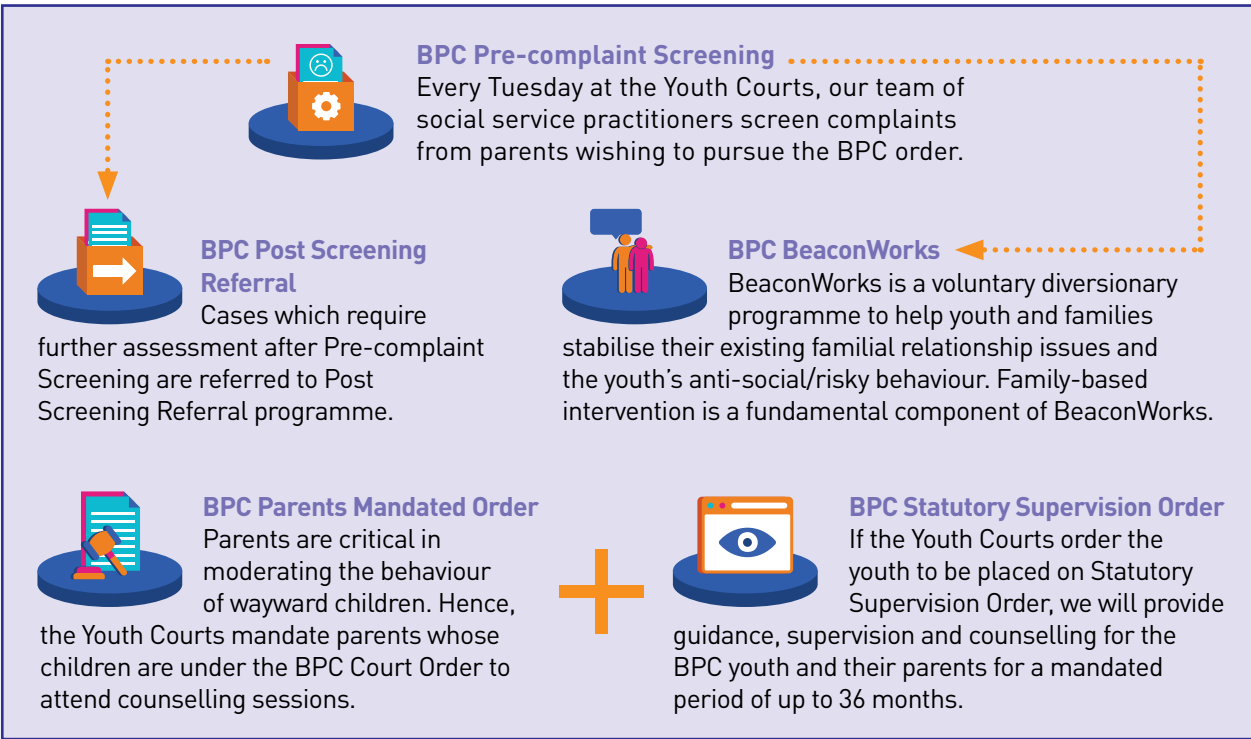 BPC Pre-complaint Screening
Every Tuesday at the Youth Courts, our team of
social service practitioners screen complaints
from parents wishing to pursue the BPC order.
BPC Post Screening
Referral
Cases which require
further assessment after Pre-complaint
Screening are referred to Post
Screening Referral programme.
BPC BeaconWorks
BeaconWorks is a voluntary diversionary
programme to help youth and families
stabilise their existing familial relationship issues and
the youth's anti-social/risky behaviour. Family-based
intervention is a fundamental component of BeaconWorks.
BPC Parents Mandated Order
Parents are critical in
moderating the behaviour
of wayward children. Hence,
the Youth Courts mandate parents whose
children are under the BPC Court Order to
attend counselling sessions.
BPC Statutory Supervision Order
If the Youth Courts order the
youth to be placed on Statutory
Supervision Order, we will provide
guidance, supervision and counselling for the
BPC youth and their parents for a mandated
period of up to 36 months.